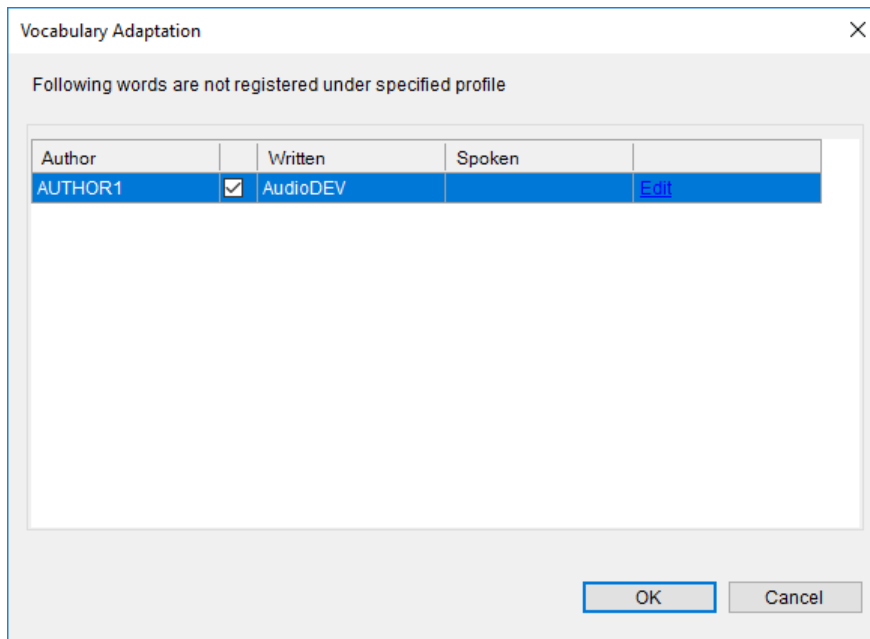 Vocabulary Adaptation
Following words are not registered under specified profile
Author Written Spoken
AUTHOR1 AudioDEV Edit
OK Cancel